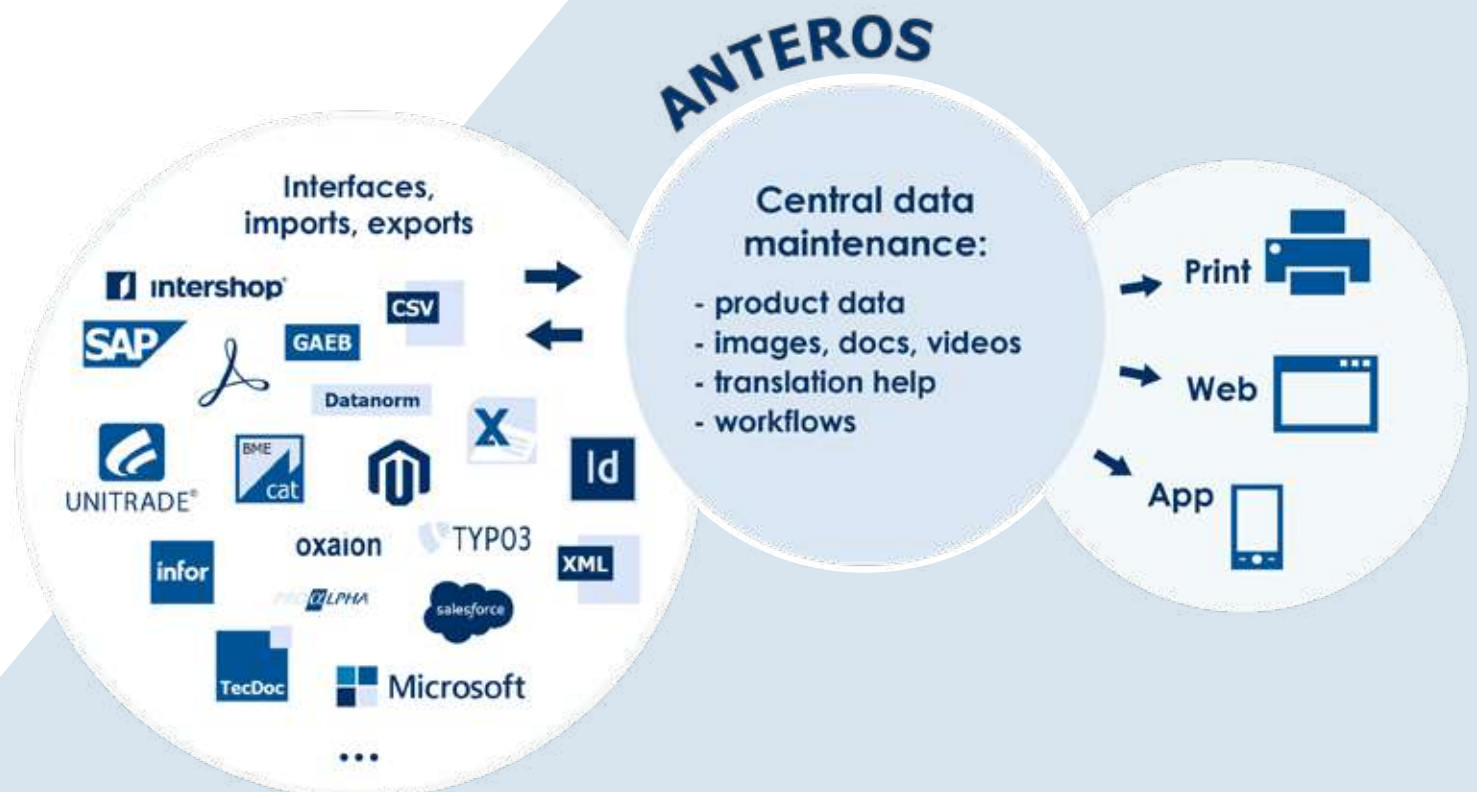 ANTEROS
Interfaces,
imports, exports
intershop®
CSV
SAP
GAEB
Datanorm
X
UNITRADE®
BME
cat
Id
oxaion
TYPO3
infor
XML
PROαLPHA
salesforce
TecDoc
Microsoft
...
Central data
maintenance:
- product data
- images, docs, videos
- translation help
- workflows
Print
Web
App